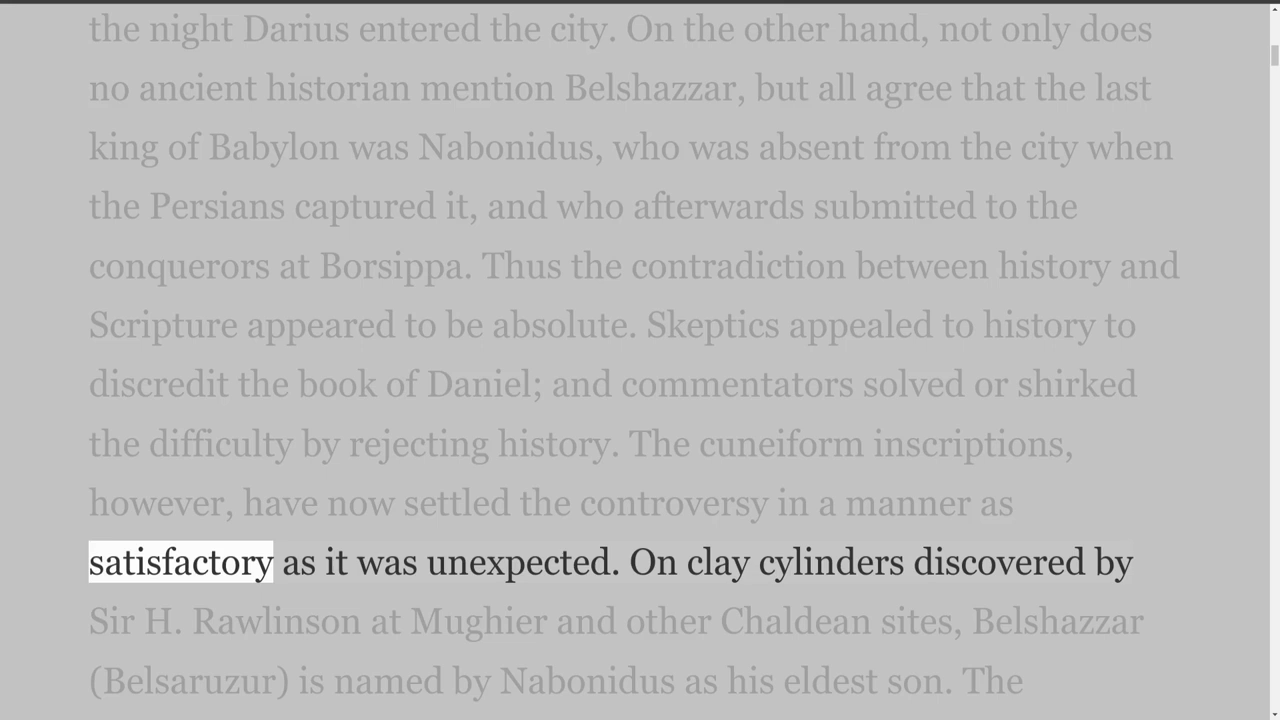 the night Darius entered the city. On the other hand, not only does
no ancient historian mention Belshazzar, but all agree that the last
king of Babylon was Nabonidus, who was absent from the city when
the Persians captured it, and who afterwards submitted to the
conquerors at Borsippa. Thus the contradiction between history and
Scripture appeared to be absolute. Skeptics appealed to history to
discredit the book of Daniel; and commentators solved or shirked
the difficulty by rejecting history. The cuneiform inscriptions,
however, have now settled the controversy in a manner as
satisfactory as it was unexpected. On clay cylinders discovered by
Sir H. Rawlinson at Mughier and other Chaldean sites, Belshazzar
(Belsaruzur) is named by Nabonidus as his eldest son. The